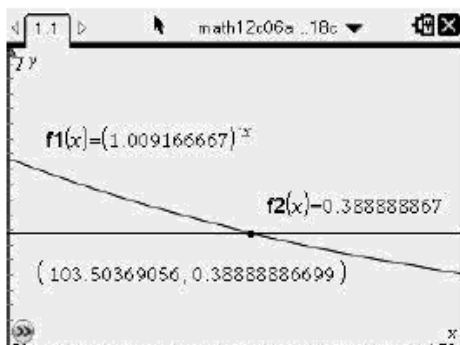 1.1 math12c06a ..18c
2 y
f1(x)=(1.009166667)^-x
f2(x)=0.388888867
(103.50369056, 0.38888886699)
x